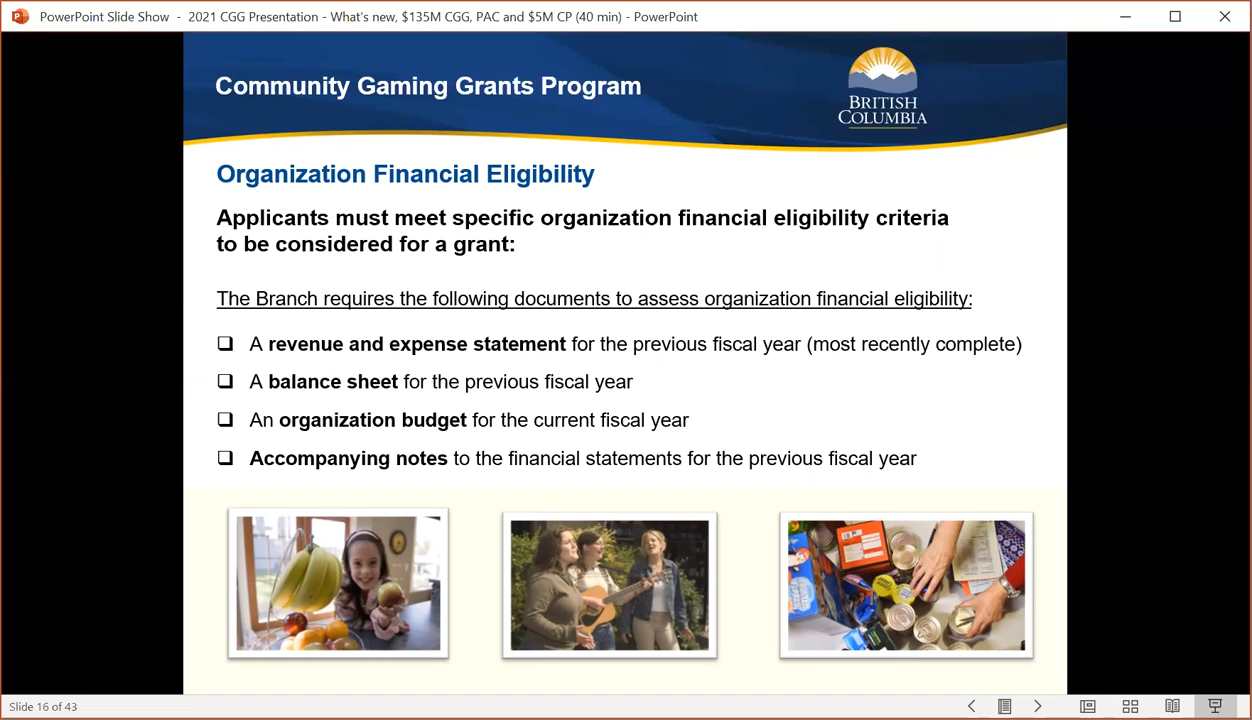 PowerPoint Slide Show - 2021 CGG Presentation - What's new, $135M CGG, PAC and $5M CP (40 min) - PowerPoint
Community Gaming Grants Program
BRITISH
COLUMBIA
Organization Financial Eligibility
Applicants must meet specific organization financial eligibility criteria
to be considered for a grant:
The Branch requires the following documents to assess organization financial eligibility:
❑ A revenue and expense statement for the previous fiscal year (most recently complete)
❑ A balance sheet for the previous fiscal year
❑ An organization budget for the current fiscal year
❑ Accompanying notes to the financial statements for the previous fiscal year
Slide 16 of 43